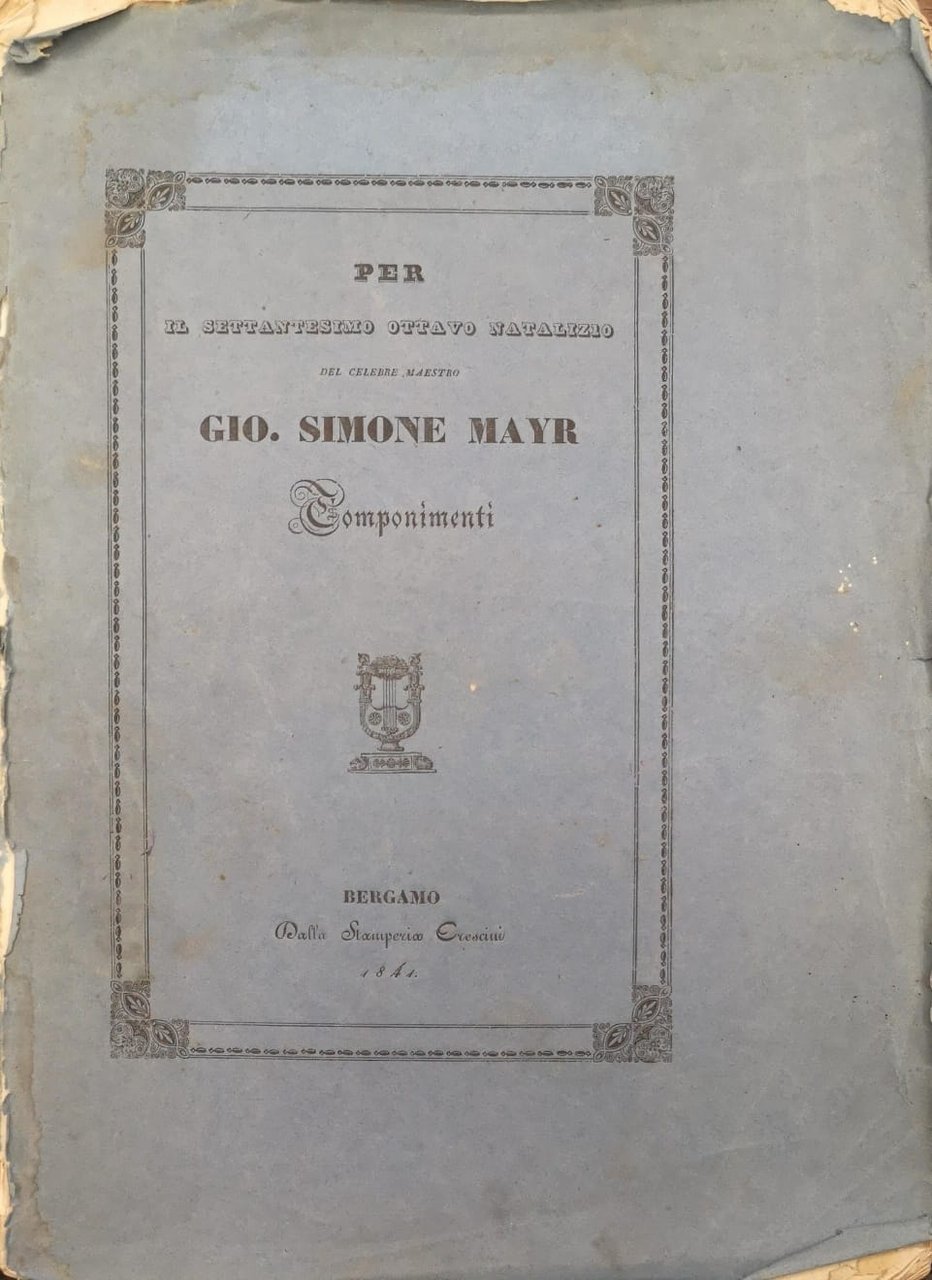 PER
IL SETTANTESIMO OTTAVO NATALIZIO
DEL CELEBRE MAESTRO
GIO. SIMONE MAYR
Componimenti
BERGAMO
Dalla Stamperia Crescini
1841.